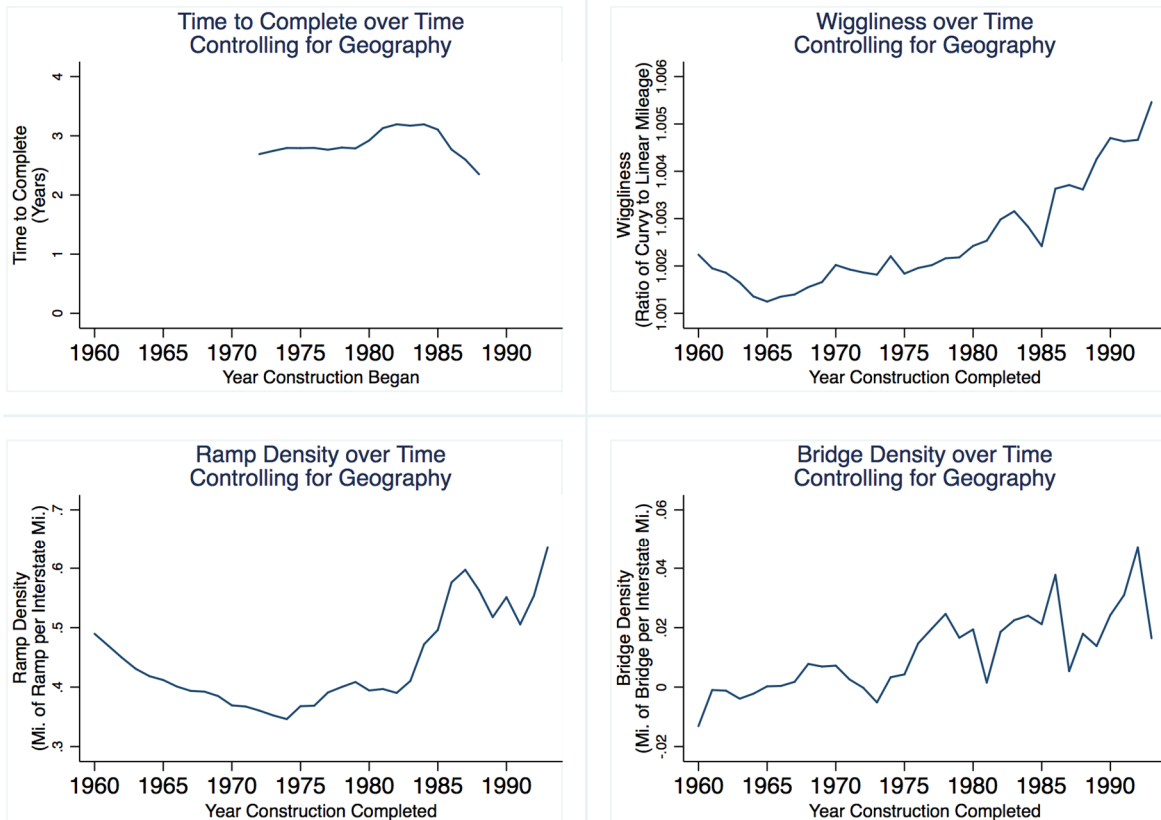 Time to Complete over Time
Controlling for Geography
Time to Complete
(Years)
4
3
2
1
0
1960 1965 1970 1975 1980 1985 1990
Year Construction Began
Wiggliness over Time
Controlling for Geography
Wiggliness
(Ratio of Curvy to Linear Mileage)
1.006
1.005
1.004
1.003
1.002
1.001
1960 1965 1970 1975 1980 1985 1990
Year Construction Completed
Ramp Density over Time
Controlling for Geography
Ramp Density
(Mi. of Ramp per Interstate Mi.)
.7
.6
.5
.4
.3
1960 1965 1970 1975 1980 1985 1990
Year Construction Completed
Bridge Density over Time
Controlling for Geography
Bridge Density
(Mi. of Bridge per Interstate Mi.)
.06
.04
.02
0
-.02
1960 1965 1970 1975 1980 1985 1990
Year Construction Completed